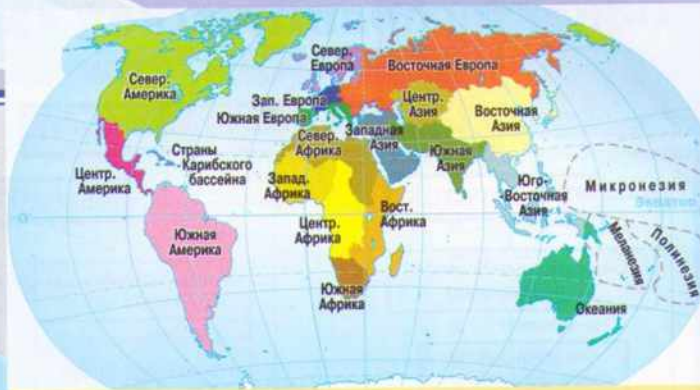 Север.
Америка
Север.
Европа
Восточная Европа
Зап. Европа
Южная Европа
Центр.
Азия
Восточная
Азия
Север.
Африка
Западная
Азия
Южная
Азия
Страны
Карибского
бассейна
Центр.
Америка
Запад.
Африка
Юго-
Восточная
Азия
Микронезия
Экватор
Центр.
Африка
Вост.
Африка
Южная
Америка
Меланезия
Полинезия
Южная
Африка
Океания